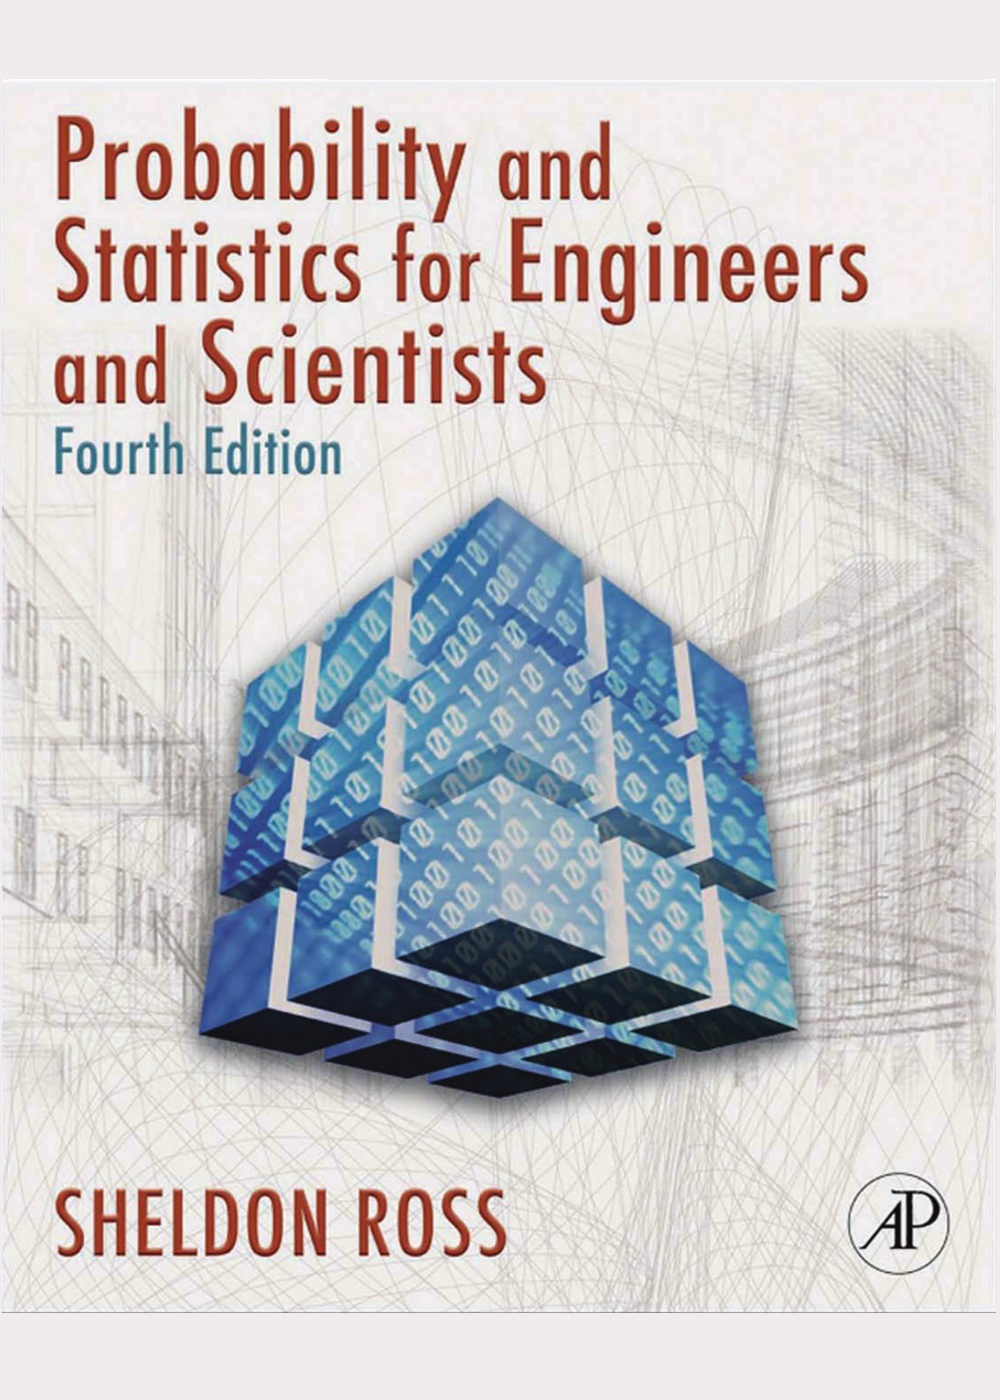 Probability and
Statistics for Engineers
and Scientists
Fourth Edition
SHELDON ROSS
AP